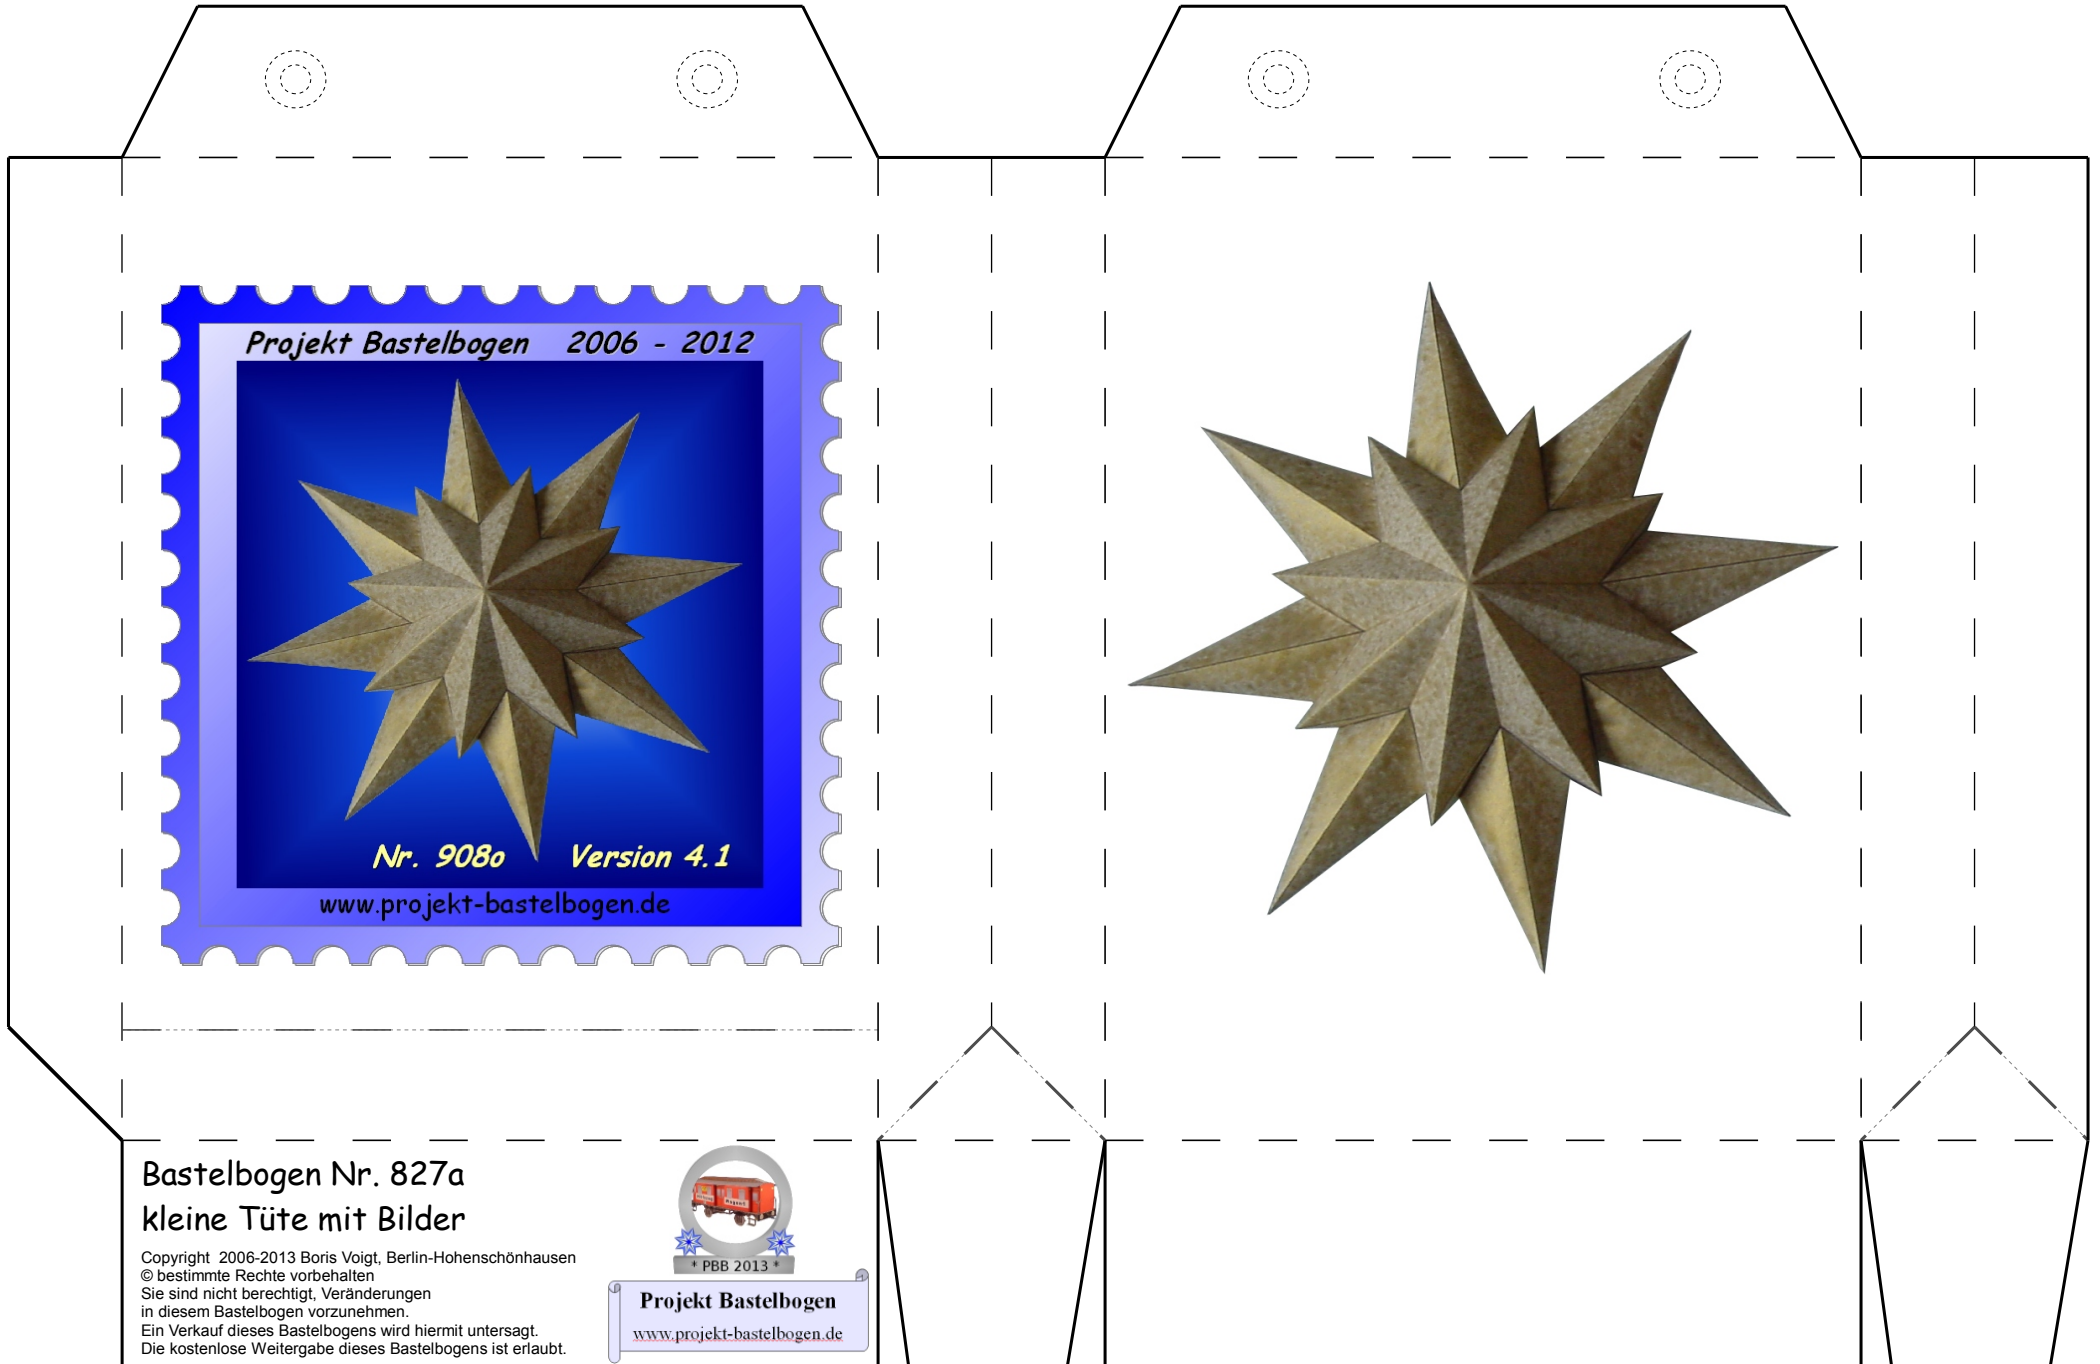 Projekt Bastelbogen 2006 - 2012
Nr. 908o Version 4.1
www.projekt-bastelbogen.de
Bastelbogen Nr. 827a
kleine Tüte mit Bilder
Copyright 2006-2013 Boris Voigt, Berlin-Hohenschönhausen
© bestimmte Rechte vorbehalten
Sie sind nicht berechtigt, Veränderungen
in diesem Bastelbogen vorzunehmen.
Ein Verkauf dieses Bastelbogens wird hiermit untersagt.
Die kostenlose Weitergabe dieses Bastelbogens ist erlaubt.
* PBB 2013 *
Projekt Bastelbogen
www.projekt-bastelbogen.de